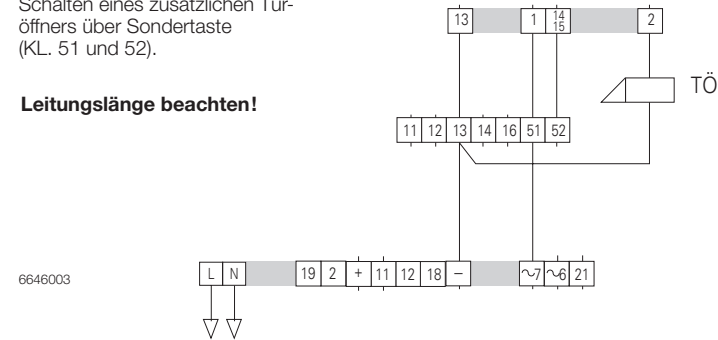 Schalten eines zusätzlichen Tür-
öffners über Sondertaste
(KL. 51 und 52).
Leitungslänge beachten!
13 1 14 15 2
TÖ
11 12 13 14 16 51 52
6646003
L N 19 2 + 11 12 18 − ~7 ~6 21